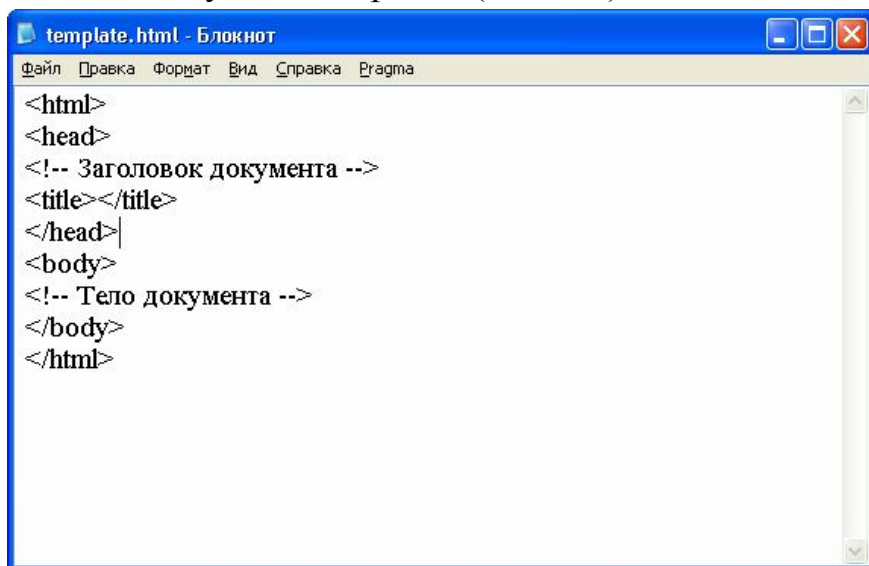 template.html - Блокнот
Файл Правка Формат Вид Справка Pragma
<html>
<head>
<!-- Заголовок документа -->
<title></title>
</head>
<body>
<!-- Тело документа -->
</body>
</html>